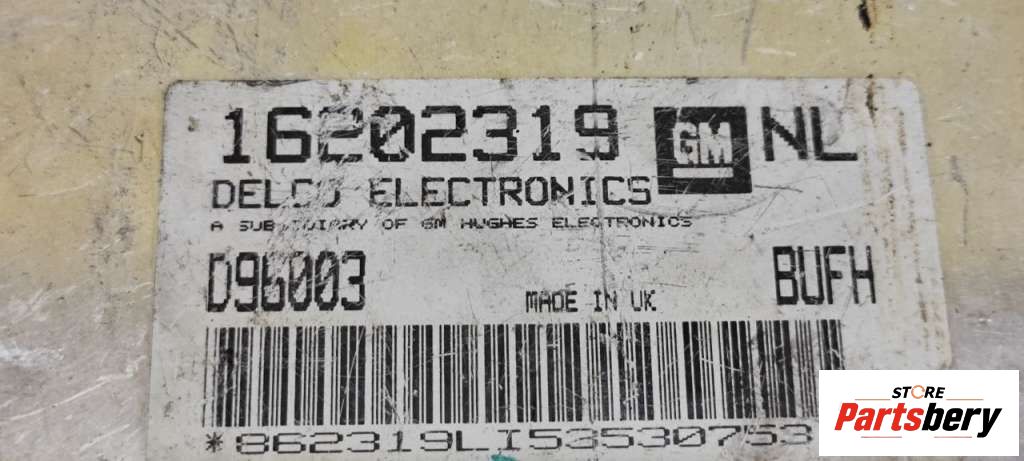 16202319 GM NL
DELCO ELECTRONICS
A SUBSIDIARY OF GM HUGHES ELECTRONICS
D96003 MADE IN UK BUFH
*862319LI53530753
STORE
Partsbery